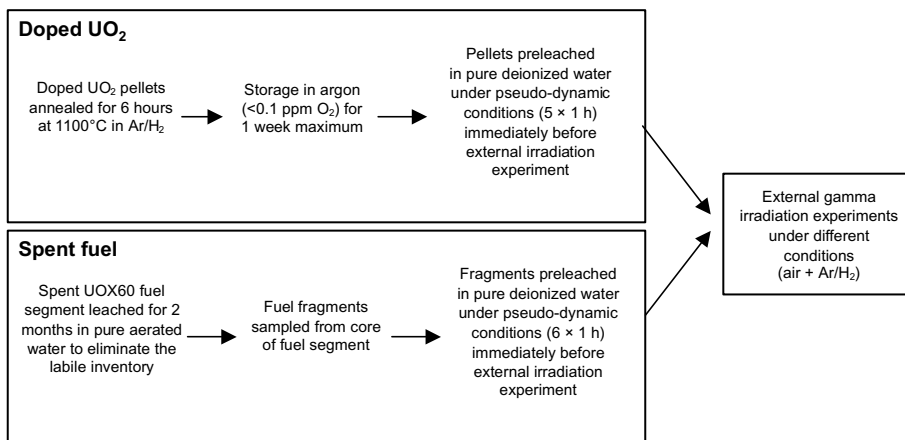 Doped UO₂
Doped UO₂ pellets
annealed for 6 hours
at 1100°C in Ar/H₂
Storage in argon
(<0.1 ppm O₂) for
1 week maximum
Pellets preleached
in pure deionized water
under pseudo-dynamic
conditions (5 × 1 h)
immediately before
external irradiation
experiment
Spent fuel
Spent UOX60 fuel
segment leached for 2
months in pure aerated
water to eliminate the
labile inventory
Fuel fragments
sampled from core
of fuel segment
Fragments preleached
in pure deionized water
under pseudo-dynamic
conditions (6 × 1 h)
immediately before
external irradiation
experiment
External gamma
irradiation experiments
under different
conditions
(air + Ar/H₂)